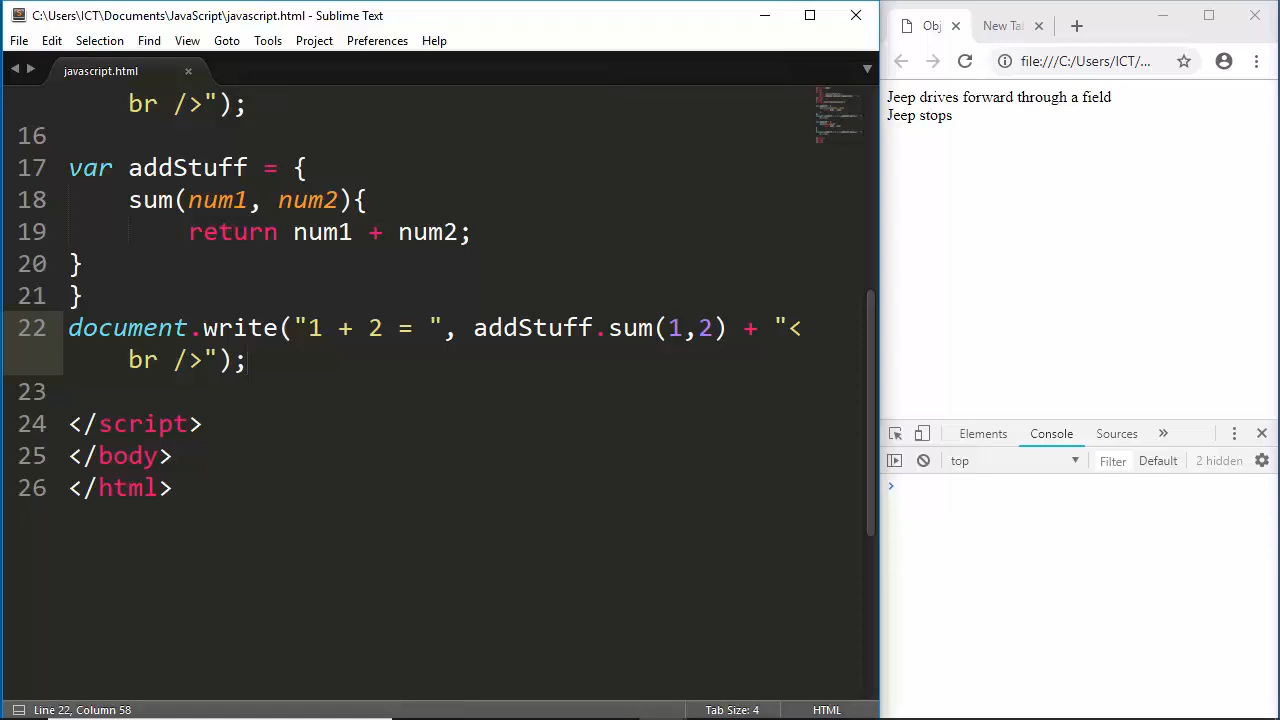 C:\Users\ICT\Documents\JavaScript\javascript.html - Sublime Text
File Edit Selection Find View Goto Tools Project Preferences Help
javascript.html
br />");
16
17 var addStuff = {
18 sum(num1, num2){
19 return num1 + num2;
20 }
21 }
22 document.write("1 + 2 = ", addStuff.sum(1,2) + "<
br />");
23
24 </script>
25 </body>
26 </html>
Line 22, Column 58 Tab Size: 4 HTML
Obj New Tal
file:///C:/Users/ICT/...
Jeep drives forward through a field
Jeep stops
Elements Console Sources »
top Filter Default 2 hidden